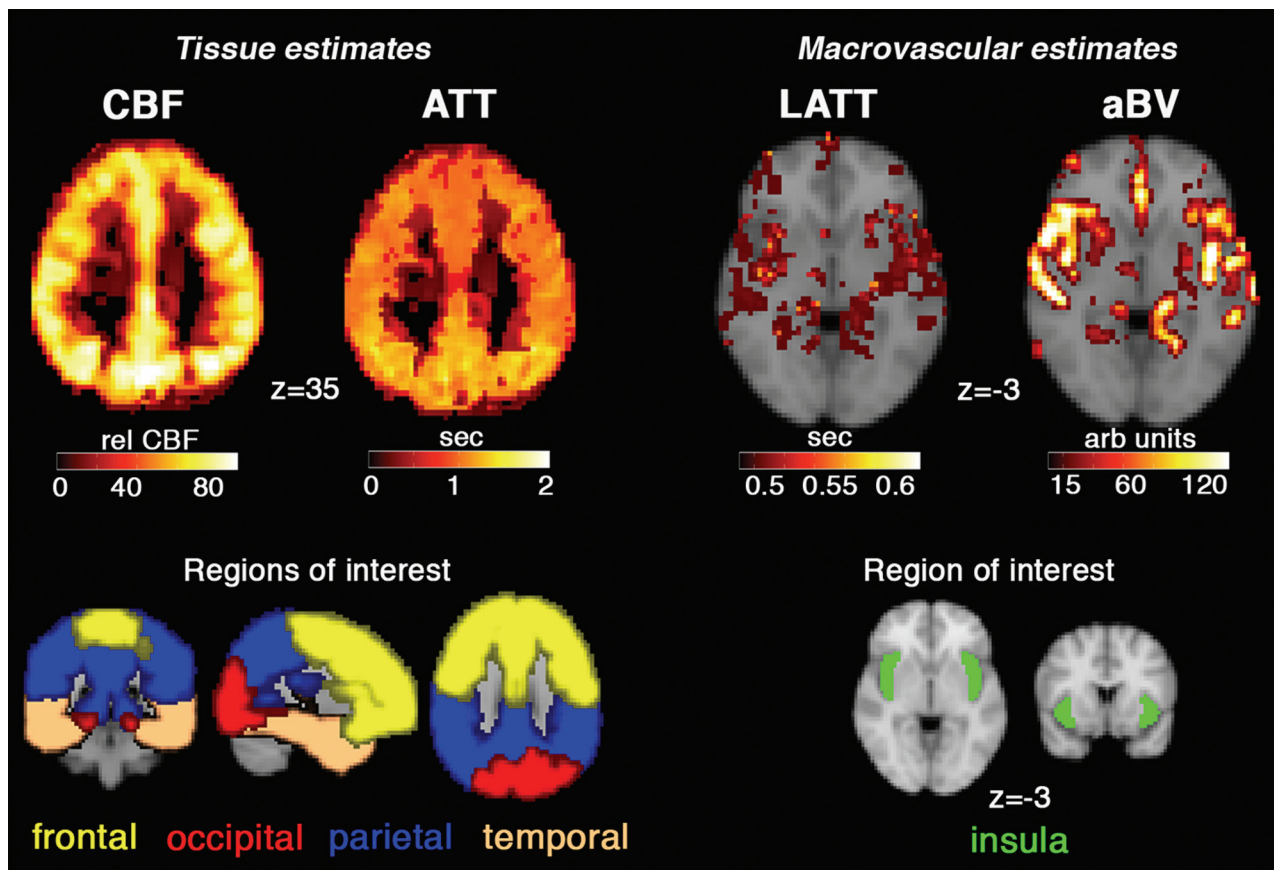 Tissue estimates
Macrovascular estimates
CBF
ATT
LATT
aBV
z=35
z=-3
rel CBF
0 40 80
sec
0 1 2
sec
0.5 0.55 0.6
arb units
15 60 120
Regions of interest
Region of interest
z=-3
frontal occipital parietal temporal
insula